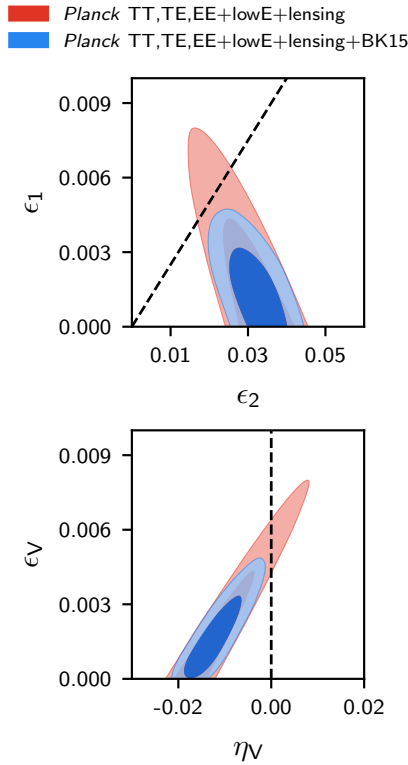 Planck TT,TE,EE+lowE+lensing
Planck TT,TE,EE+lowE+lensing+BK15
0.009
0.006
0.003
0.000
ϵ1
0.01 0.03 0.05
ϵ2
0.009
0.006
0.003
0.000
ϵV
-0.02 0.00 0.02
ηV